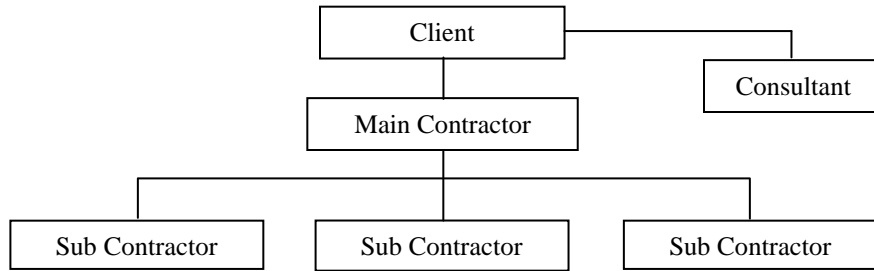 Client
Consultant
Main Contractor
Sub Contractor
Sub Contractor
Sub Contractor